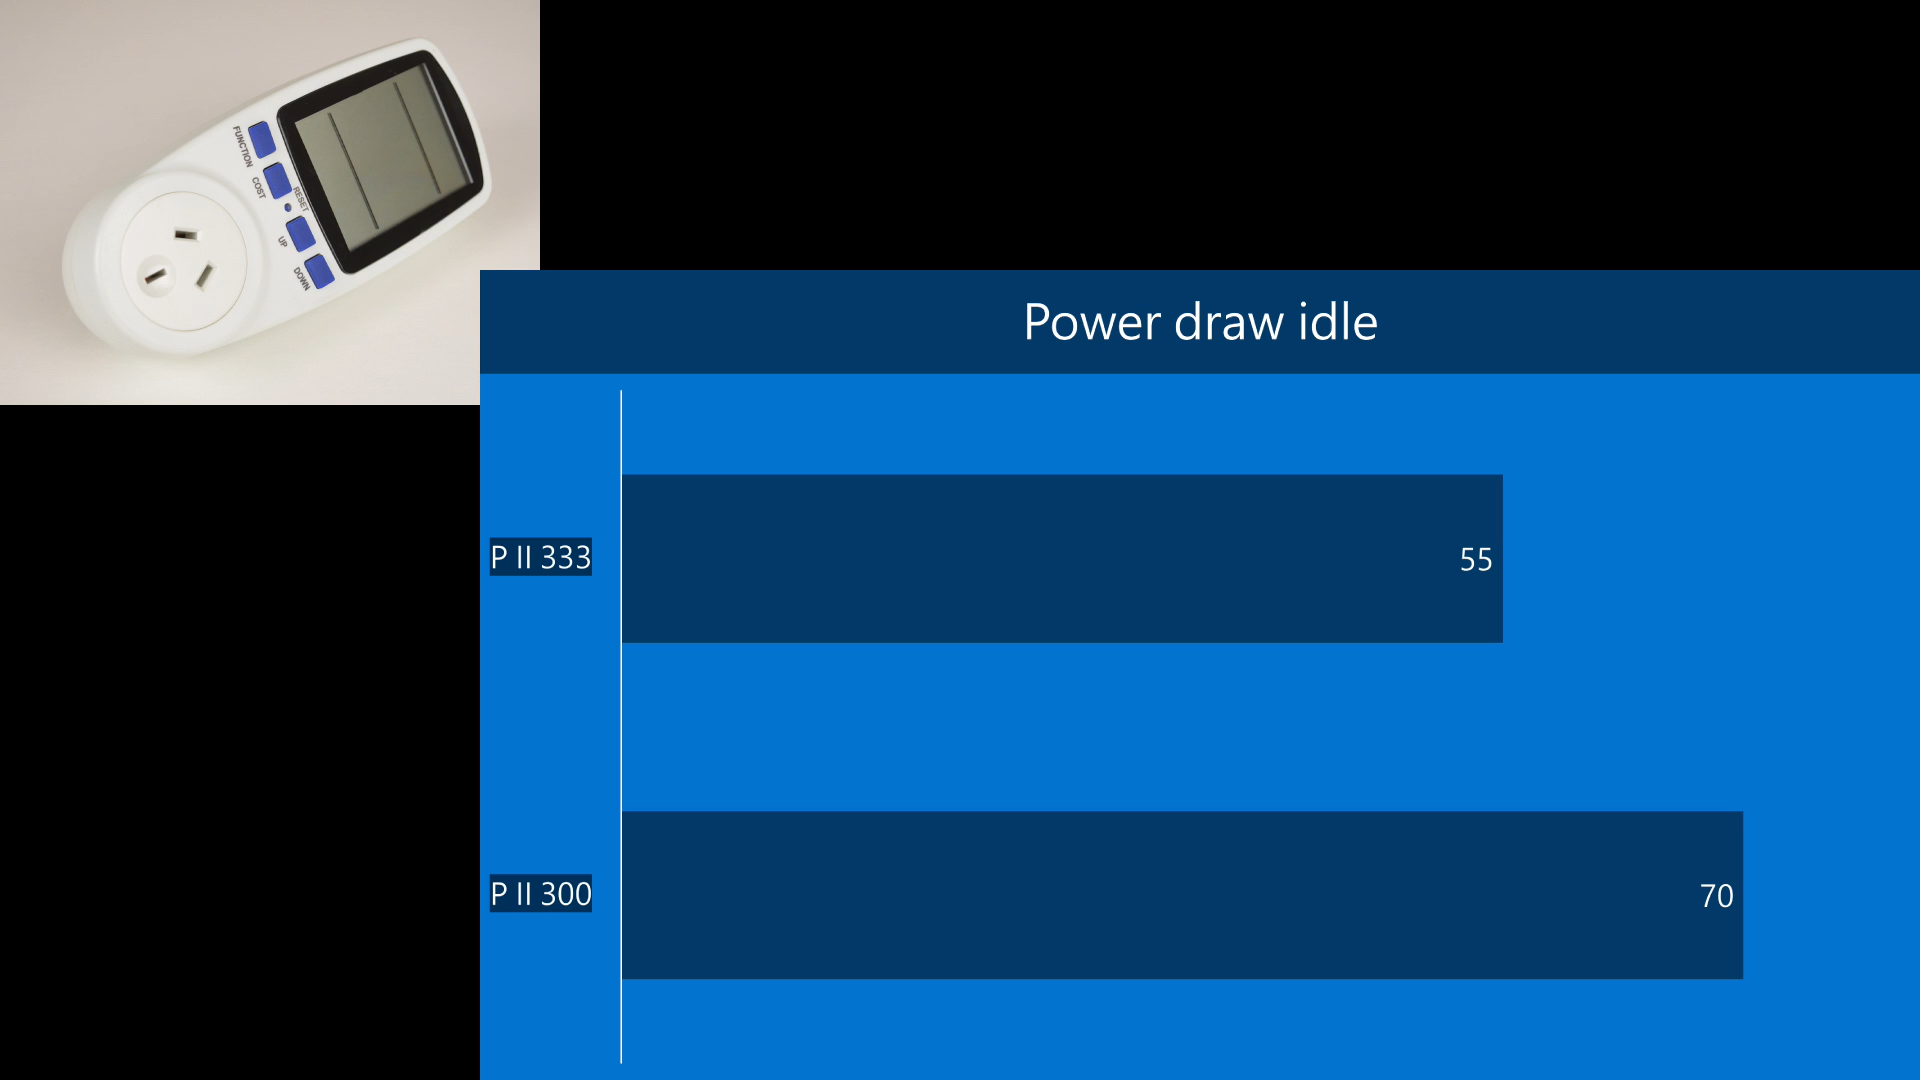 FUNCTION
COST
RESET
UP
DOWN
Power draw idle
P II 333
55
P II 300
70